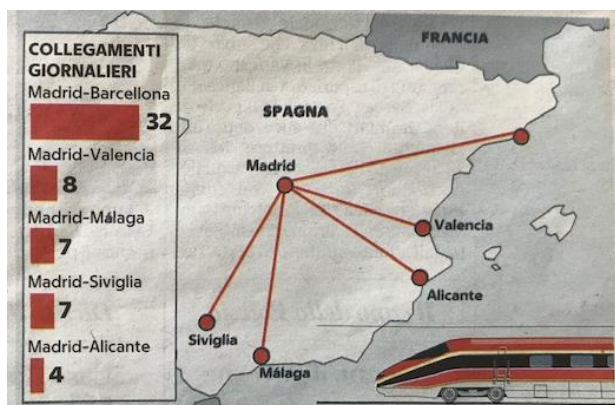 COLLEGAMENTI
GIORNALIERI
Madrid-Barcellona
32
Madrid-Valencia
8
Madrid-Málaga
7
Madrid-Siviglia
7
Madrid-Alicante
4
FRANCIA
SPAGNA
Madrid
Valencia
Alicante
Siviglia
Málaga